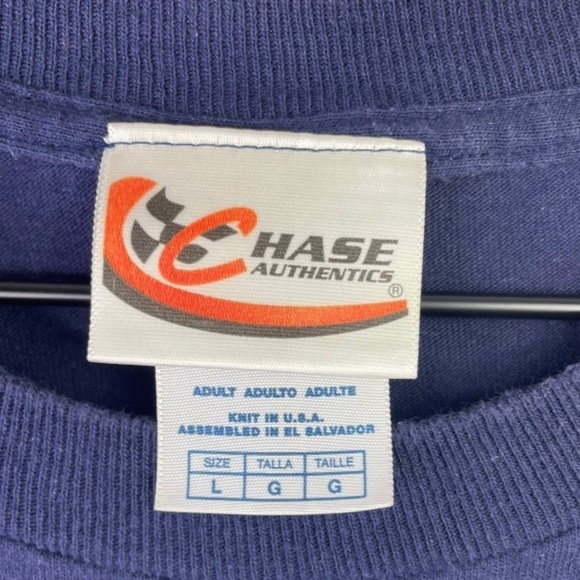 CHASE
AUTHENTICS
®
ADULT ADULTO ADULTE
KNIT IN U.S.A.
ASSEMBLED IN EL SALVADOR
SIZE TALLA TAILLE
L G G